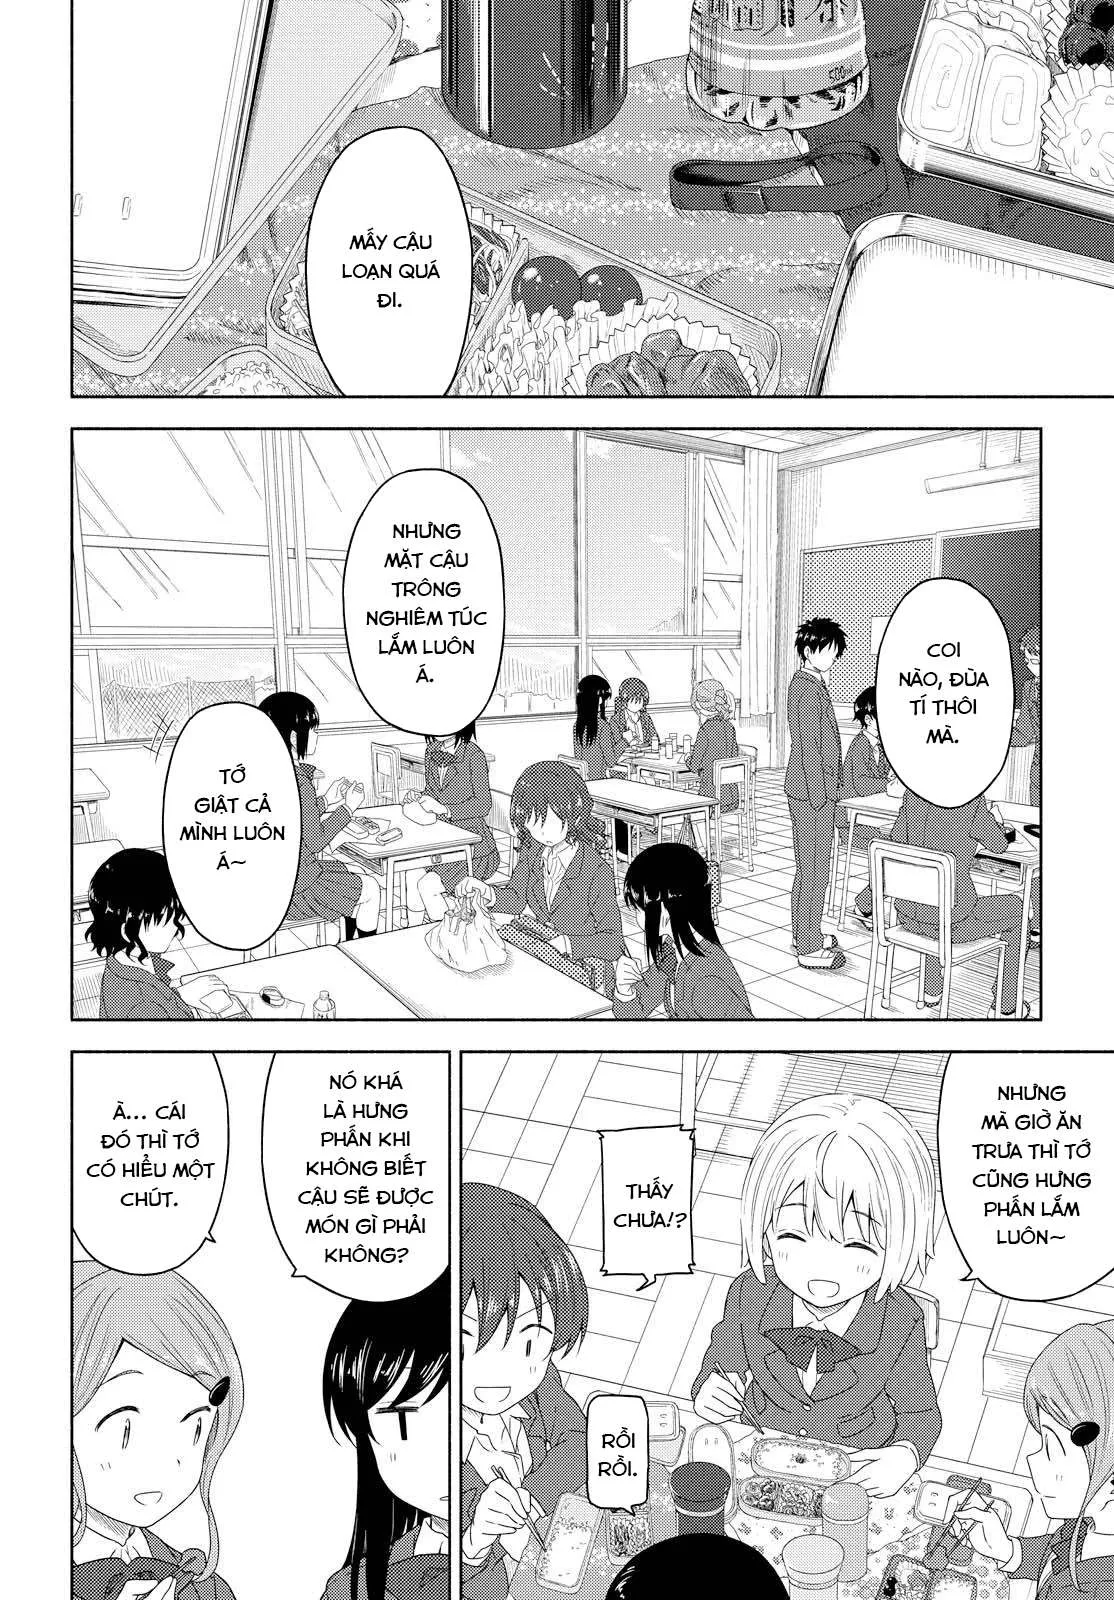 500ml
MẤY CẬU
LOẠN QUÁ
ĐI.
COI
NÀO, ĐÙA
TÍ THÔI
MÀ.
NHƯNG
MẶT CẬU
TRÔNG
NGHIÊM TÚC
LẮM LUÔN
Á.
TỚ
GIẬT CẢ
MÌNH LUÔN
Á~
NHƯNG
MÀ GIỜ ĂN
TRƯA THÌ TỚ
CŨNG HƯNG
PHẤN LẮM
LUÔN~
THẤY
CHƯA!?
RỒI
RỒI.
NÓ KHÁ
LÀ HƯNG
PHẤN KHI
KHÔNG BIẾT
CẬU SẼ ĐƯỢC
MÓN GÌ PHẢI
KHÔNG?
À... CÁI
ĐÓ THÌ TỚ
CÓ HIỂU MỘT
CHÚT.